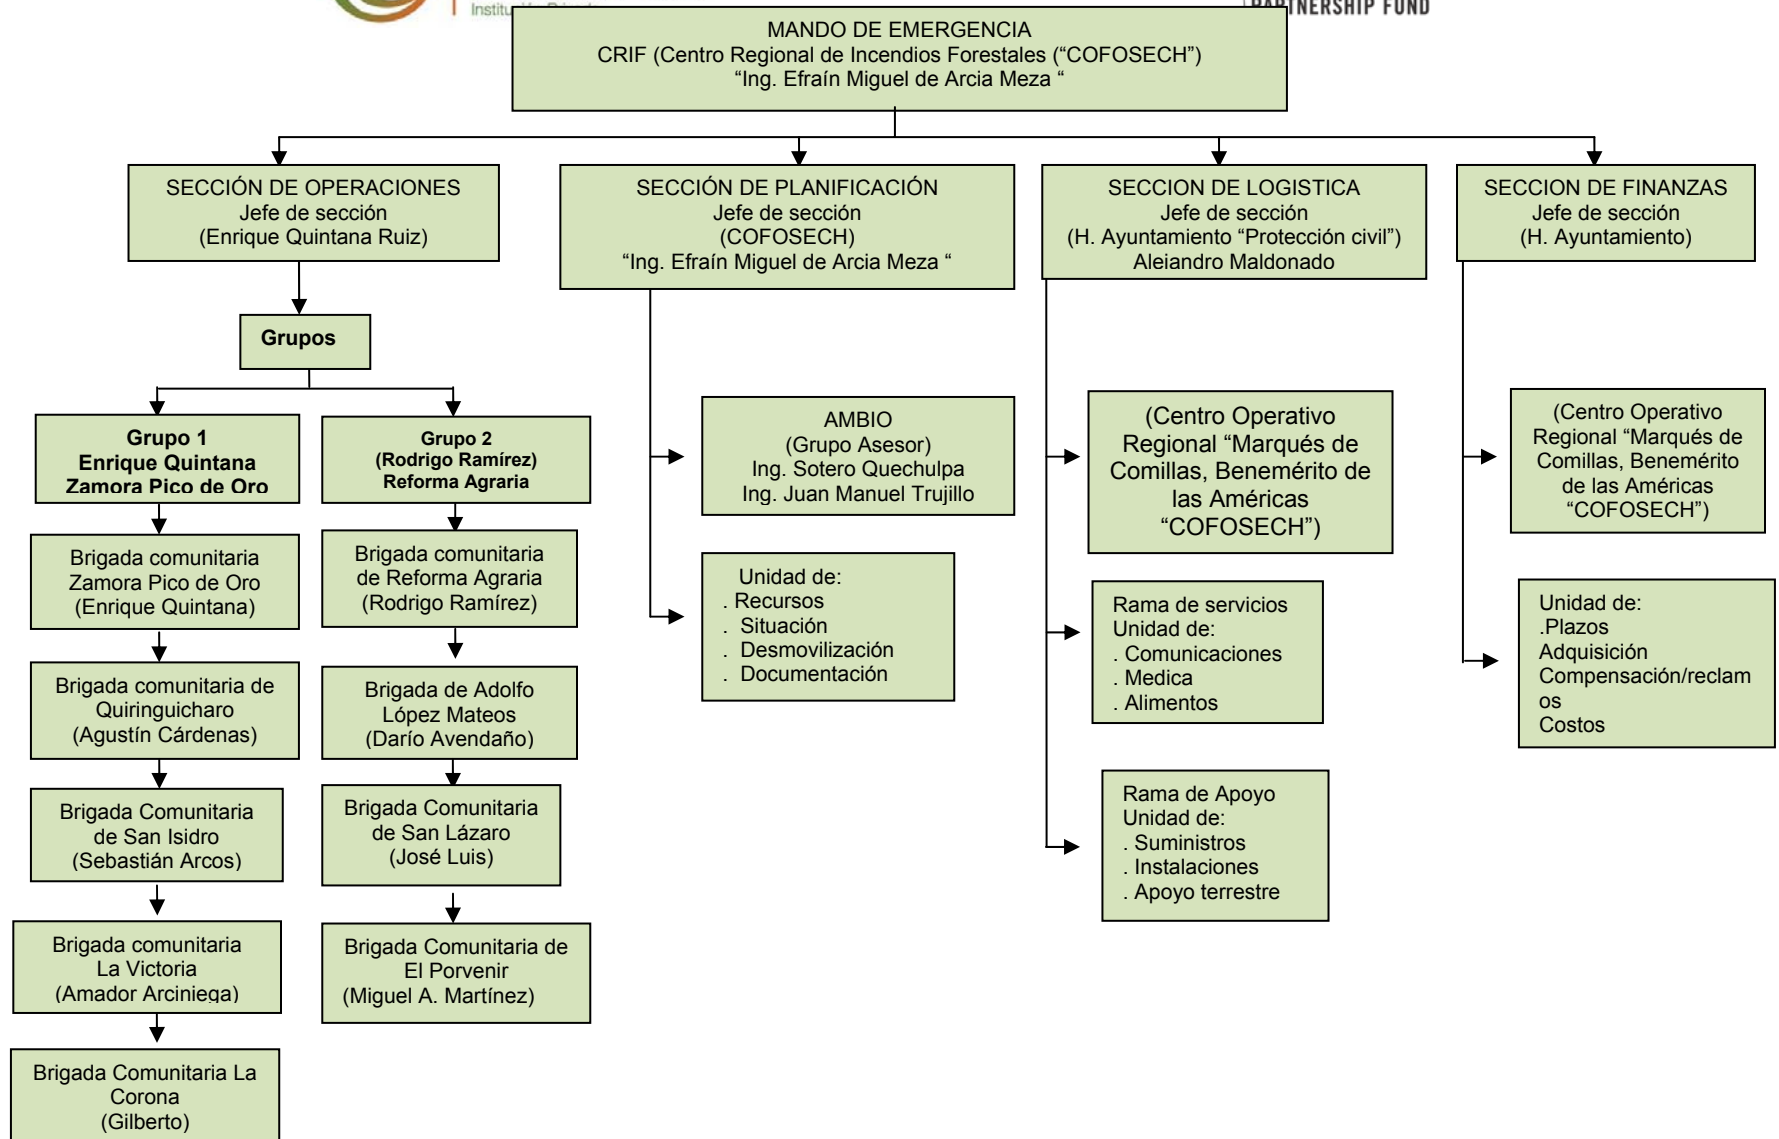 Institución Privada
PARTNERSHIP FUND
MANDO DE EMERGENCIA
CRIF (Centro Regional de Incendios Forestales (“COFOSECH”)
“Ing. Efraín Miguel de Arcia Meza “
SECCIÓN DE OPERACIONES
Jefe de sección
(Enrique Quintana Ruiz)
SECCIÓN DE PLANIFICACIÓN
Jefe de sección
(COFOSECH)
“Ing. Efraín Miguel de Arcia Meza “
SECCION DE LOGISTICA
Jefe de sección
(H. Ayuntamiento “Protección civil”)
Alejandro Maldonado
SECCION DE FINANZAS
Jefe de sección
(H. Ayuntamiento)
Grupos
Grupo 1
Enrique Quintana
Zamora Pico de Oro
Grupo 2
(Rodrigo Ramírez)
Reforma Agraria
Brigada comunitaria
Zamora Pico de Oro
(Enrique Quintana)
Brigada comunitaria de
Quiringuicharo
(Agustín Cárdenas)
Brigada Comunitaria
de San Isidro
(Sebastián Arcos)
Brigada comunitaria
La Victoria
(Amador Arciniega)
Brigada Comunitaria La
Corona
(Gilberto)
Brigada comunitaria
de Reforma Agraria
(Rodrigo Ramírez)
Brigada de Adolfo
López Mateos
(Darío Avendaño)
Brigada Comunitaria
de San Lázaro
(José Luis)
Brigada Comunitaria de
El Porvenir
(Miguel A. Martínez)
AMBIO
(Grupo Asesor)
Ing. Sotero Quechulpa
Ing. Juan Manuel Trujillo
Unidad de:
. Recursos
. Situación
. Desmovilización
. Documentación
(Centro Operativo
Regional “Marqués de
Comillas, Benemérito de
las Américas
“COFOSECH”)
Rama de servicios
Unidad de:
. Comunicaciones
. Medica
. Alimentos
Rama de Apoyo
Unidad de:
. Suministros
. Instalaciones
. Apoyo terrestre
(Centro Operativo
Regional “Marqués de
Comillas, Benemérito
de las Américas
“COFOSECH”)
Unidad de:
.Plazos
Adquisición
Compensación/reclam
os
Costos